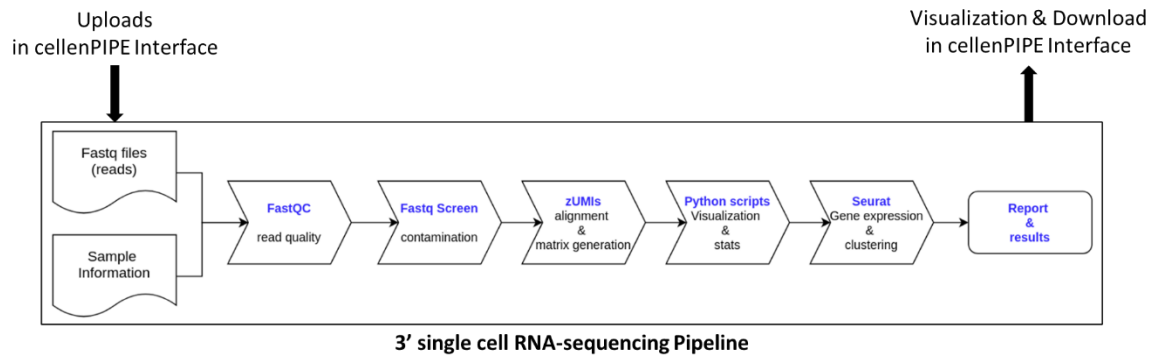 Uploads
in cellenPIPE Interface
Visualization & Download
in cellenPIPE Interface
Fastq files
(reads)
Sample
Information
FastQC
read quality
Fastq Screen
contamination
zUMIs
alignment
&
matrix generation
Python scripts
Visualization
&
stats
Seurat
Gene expression
&
clustering
Report
&
results
3’ single cell RNA-sequencing Pipeline